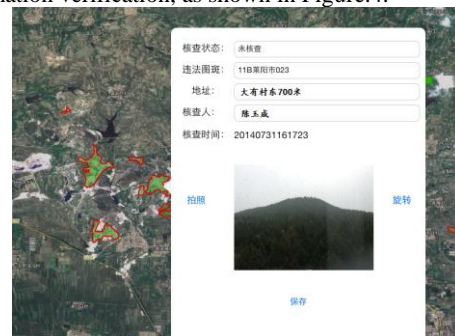 ation verification, as shown in Figure.4.
核查状态： 未核查
违法图斑： 11B莱阳市023
地址： 大有村东700米
核查人： 陈玉成
核查时间： 20140731161723
拍照
旋转
保存